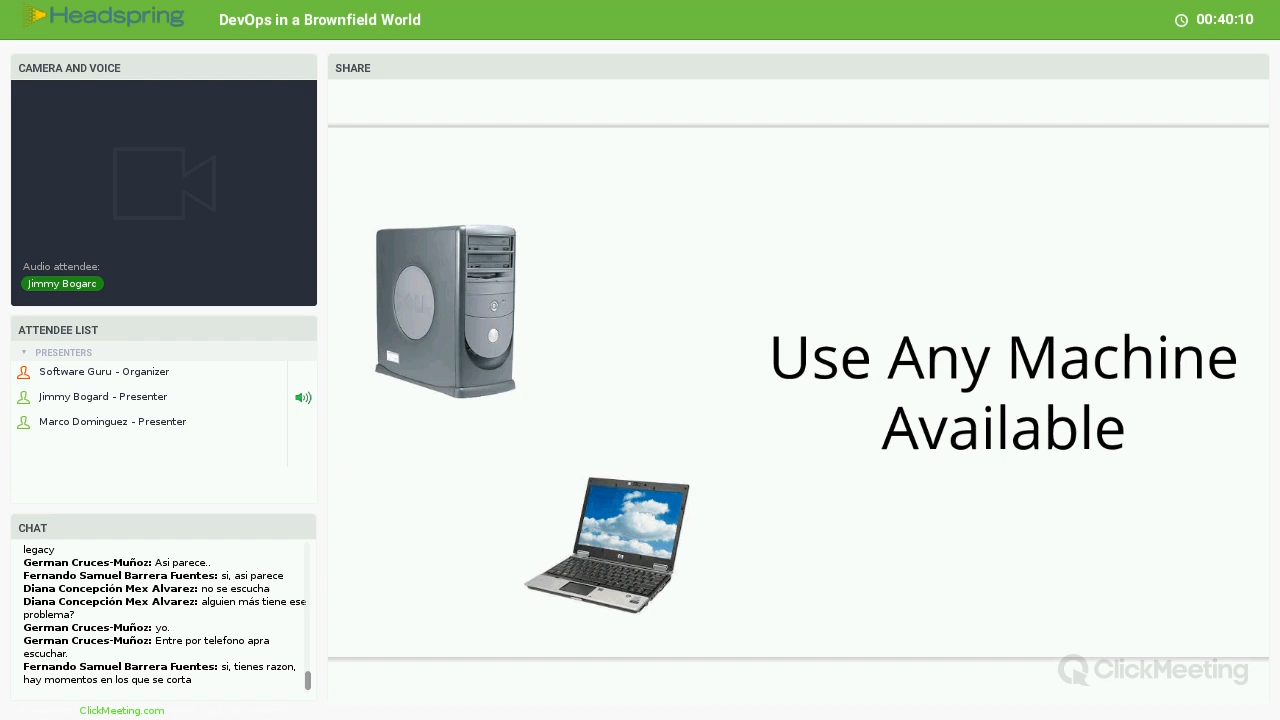 Headspring
DevOps in a Brownfield World
00:40:10
CAMERA AND VOICE
Audio attendee:
Jimmy Bogarc
ATTENDEE LIST
PRESENTERS
Software Guru - Organizer
Jimmy Bogard - Presenter
Marco Dominguez - Presenter
CHAT
legacy
German Cruces-Muñoz: Asi parece..
Fernando Samuel Barrera Fuentes: si, asi parece
Diana Concepción Mex Alvarez: no se escucha
Diana Concepción Mex Alvarez: alguien más tiene ese
problema?
German Cruces-Muñoz: yo.
German Cruces-Muñoz: Entre por telefono apra
escuchar.
Fernando Samuel Barrera Fuentes: si, tienes razon,
hay momentos en los que se corta
ClickMeeting.com
SHARE
Use Any Machine
Available
ClickMeeting